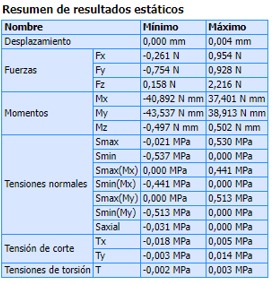 Resumen de resultados estáticos
Nombre Mínimo Máximo
Desplazamiento 0,000 mm 0,004 mm
Fuerzas Fx -0,261 N 0,954 N
Fy -0,754 N 0,928 N
Fz 0,158 N 2,216 N
Momentos Mx -40,892 N mm 37,401 N mm
My -43,537 N mm 38,913 N mm
Mz -0,497 N mm 0,502 N mm
Tensiones normales Smax -0,021 MPa 0,530 MPa
Smin -0,537 MPa 0,000 MPa
Smax(Mx) 0,000 MPa 0,441 MPa
Smin(Mx) -0,441 MPa 0,000 MPa
Smax(My) 0,000 MPa 0,513 MPa
Smin(My) -0,513 MPa 0,000 MPa
Saxial -0,031 MPa 0,000 MPa
Tensión de corte Tx -0,018 MPa 0,005 MPa
Ty -0,003 MPa 0,014 MPa
Tensiones de torsión T -0,002 MPa 0,003 MPa